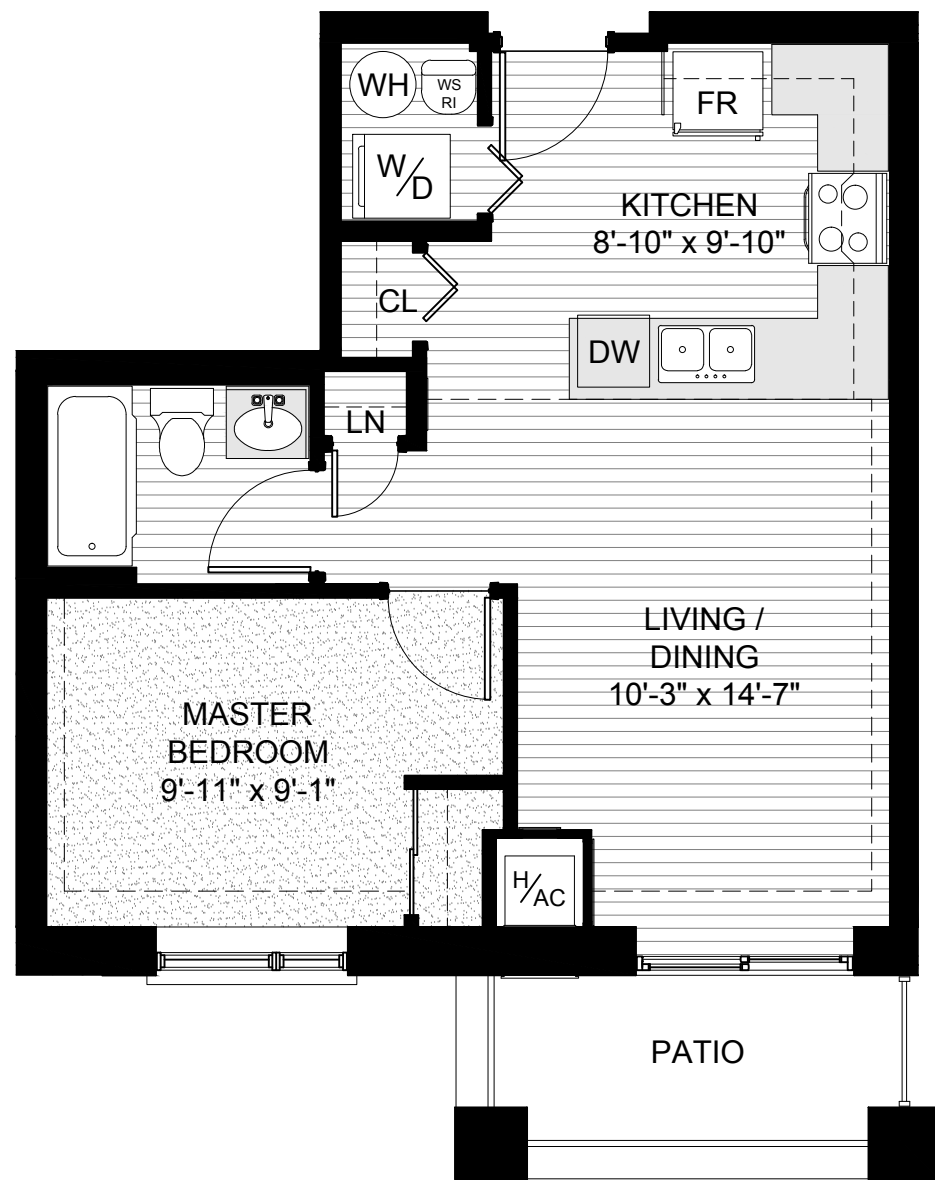 WH
WS
RI
FR
W/D
KITCHEN
8'-10" x 9'-10"
CL
DW
LN
LIVING /
DINING
10'-3" x 14'-7"
MASTER
BEDROOM
9'-11" x 9'-1"
H/AC
PATIO